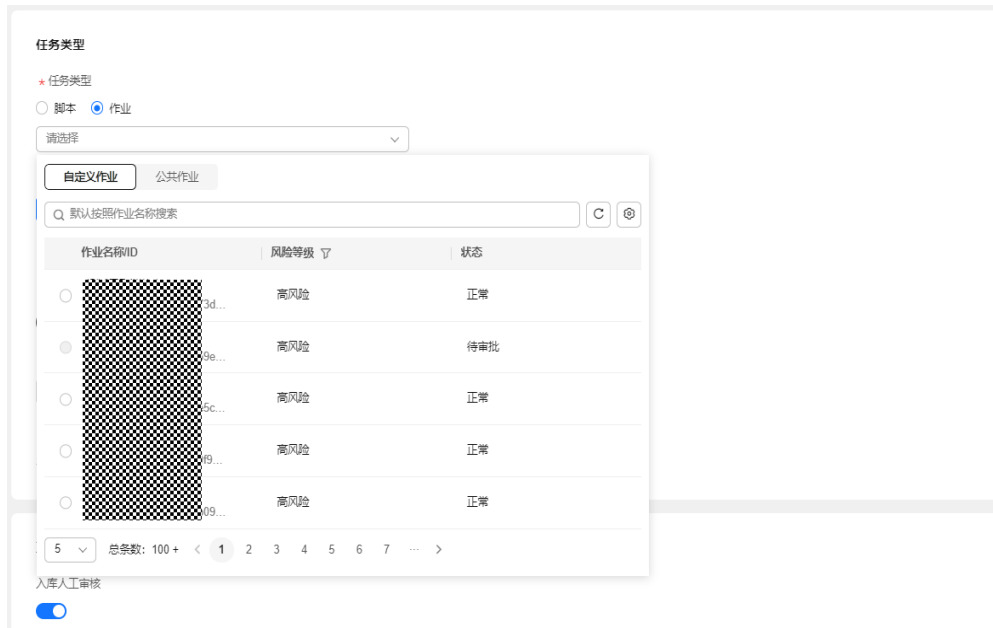 任务类型
* 任务类型
脚本 作业
请选择
自定义作业 公共作业
默认按照作业名称搜索
作业名称/ID 风险等级 状态
高风险 正常
3d...
高风险 待审批
9e...
高风险 正常
5c...
高风险 正常
f9...
高风险 正常
09...
5 总条数: 100 + < 1 2 3 4 5 6 7 ... >
入库人工审核